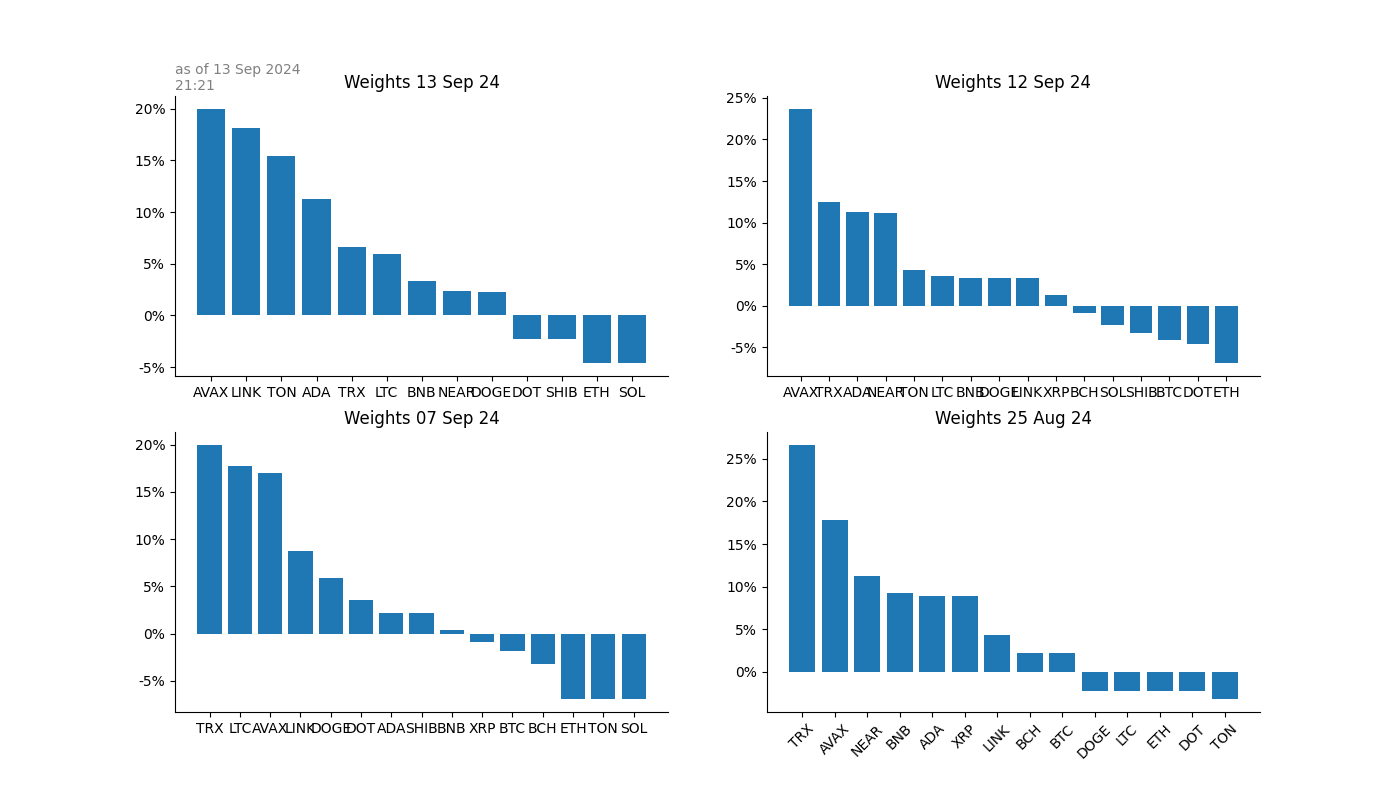 as of 13 Sep 2024
21:21
Weights 13 Sep 24
20%
15%
10%
5%
0%
-5%
AVAX LINK TON ADA TRX LTC BNB NEAR DOGE DOT SHIB ETH SOL
Weights 12 Sep 24
25%
20%
15%
10%
5%
0%
-5%
AVAX TRX ADA NEAR TON LTC BNB DOGE LINK XRP BCH SOL SHIB BTC DOT ETH
Weights 07 Sep 24
20%
15%
10%
5%
0%
-5%
TRX LTC AVAX LINK DOGE DOT ADA SHIB BNB XRP BTC BCH ETH TON SOL
Weights 25 Aug 24
25%
20%
15%
10%
5%
0%
TRX AVAX NEAR BNB ADA XRP LINK BCH BTC DOGE LTC ETH DOT TON